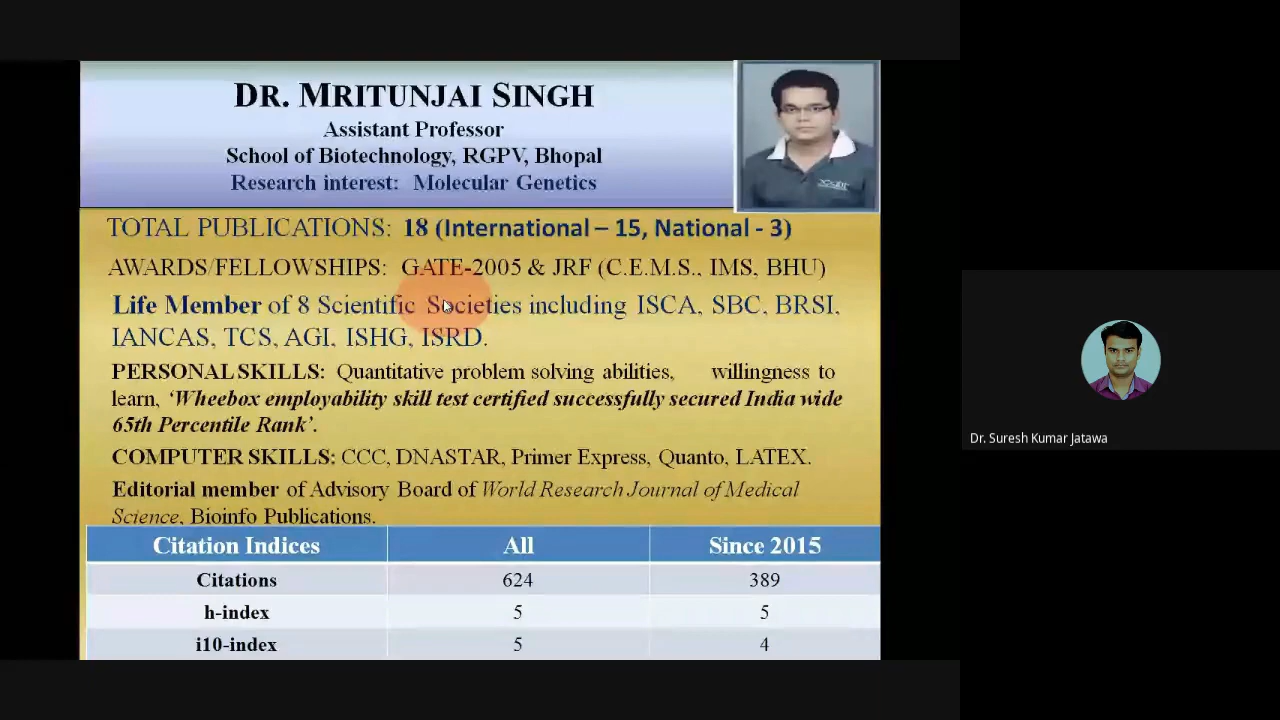 DR. MRITUNJAI SINGH
Assistant Professor
School of Biotechnology, RGPV, Bhopal
Research interest: Molecular Genetics
TOTAL PUBLICATIONS: 18 (International – 15, National - 3)
AWARDS/FELLOWSHIPS: GATE-2005 & JRF (C.E.M.S., IMS, BHU)
Life Member of 8 Scientific Societies including ISCA, SBC, BRSI,
IANCAS, TCS, AGI, ISHG, ISRD.
PERSONAL SKILLS: Quantitative problem solving abilities, willingness to
learn, ‘Wheebox employability skill test certified successfully secured India wide
65th Percentile Rank’.
COMPUTER SKILLS: CCC, DNASTAR, Primer Express, Quanto, LATEX.
Editorial member of Advisory Board of World Research Journal of Medical
Science, Bioinfo Publications.
Citation Indices All Since 2015
Citations 624 389
h-index 5 5
i10-index 5 4
Dr. Suresh Kumar Jatawa